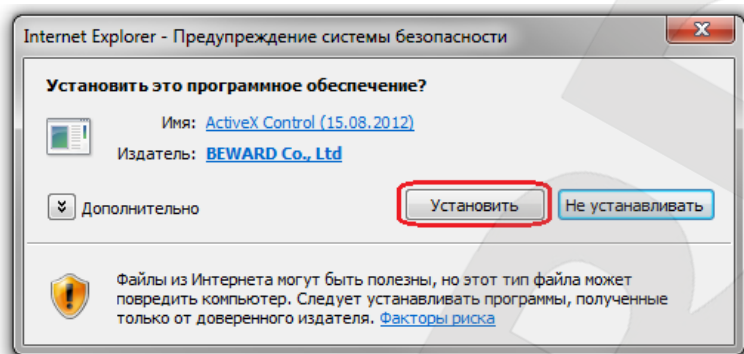 Internet Explorer - Предупреждение системы безопасности
Установить это программное обеспечение?
Имя: ActiveX Control (15.08.2012)
Издатель: BEWARD Co., Ltd
Дополнительно
Установить
Не устанавливать
Файлы из Интернета могут быть полезны, но этот тип файла может
повредить компьютер. Следует устанавливать программы, полученные
только от доверенного издателя. Факторы риска